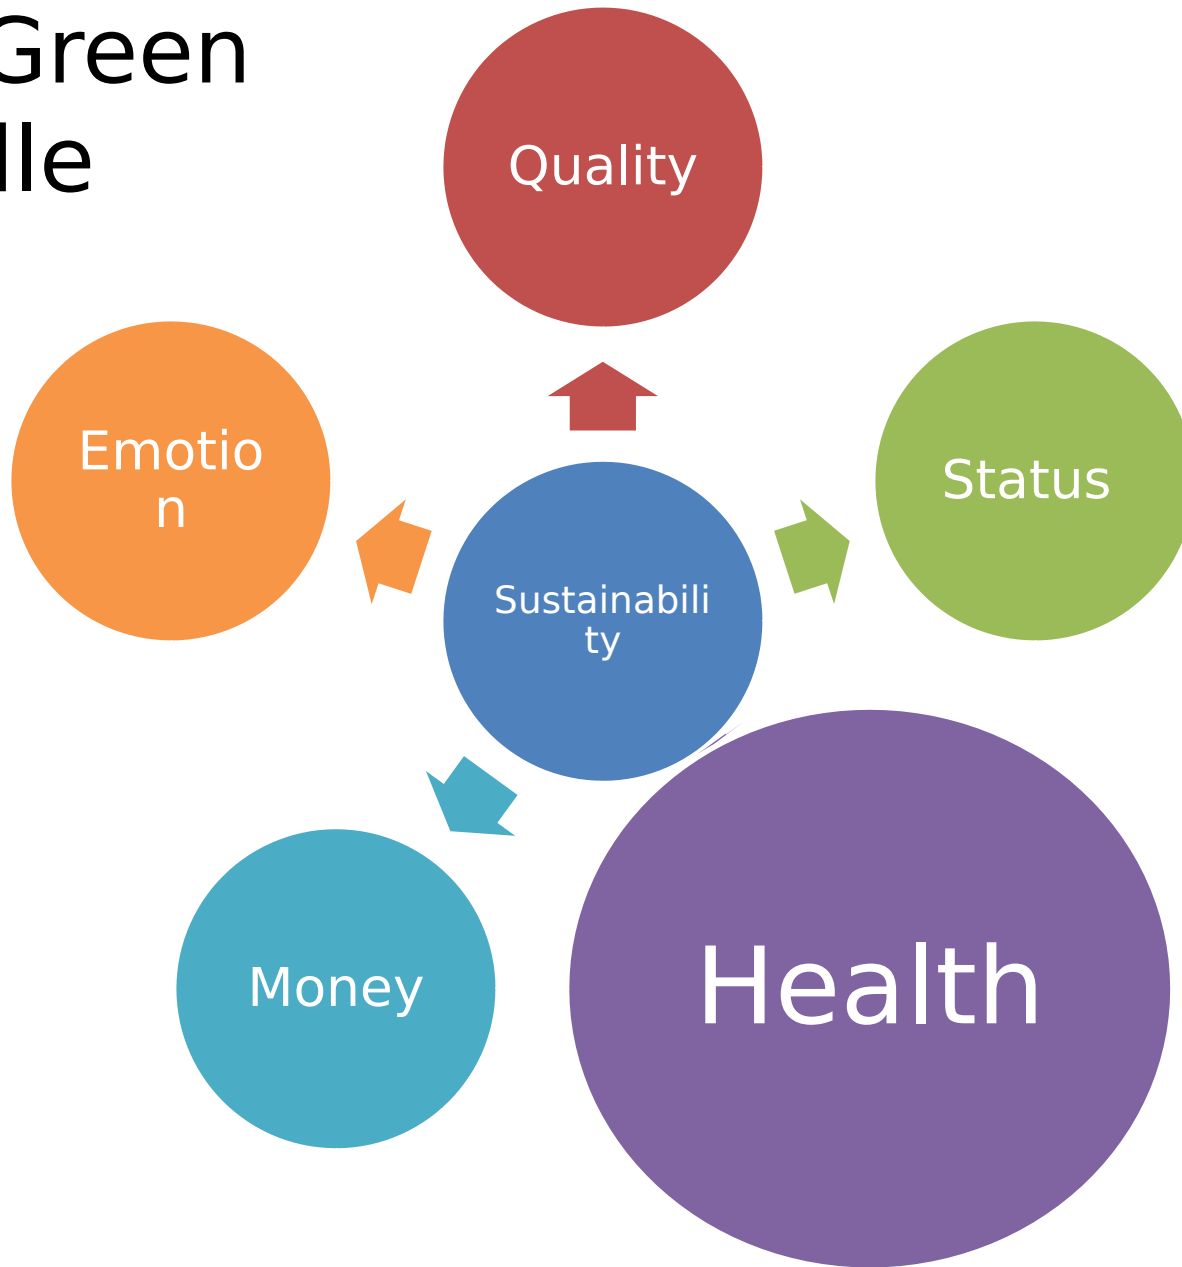 Green
lle
Quality
Emotio
n
Status
Sustainabili
ty
Money
Health